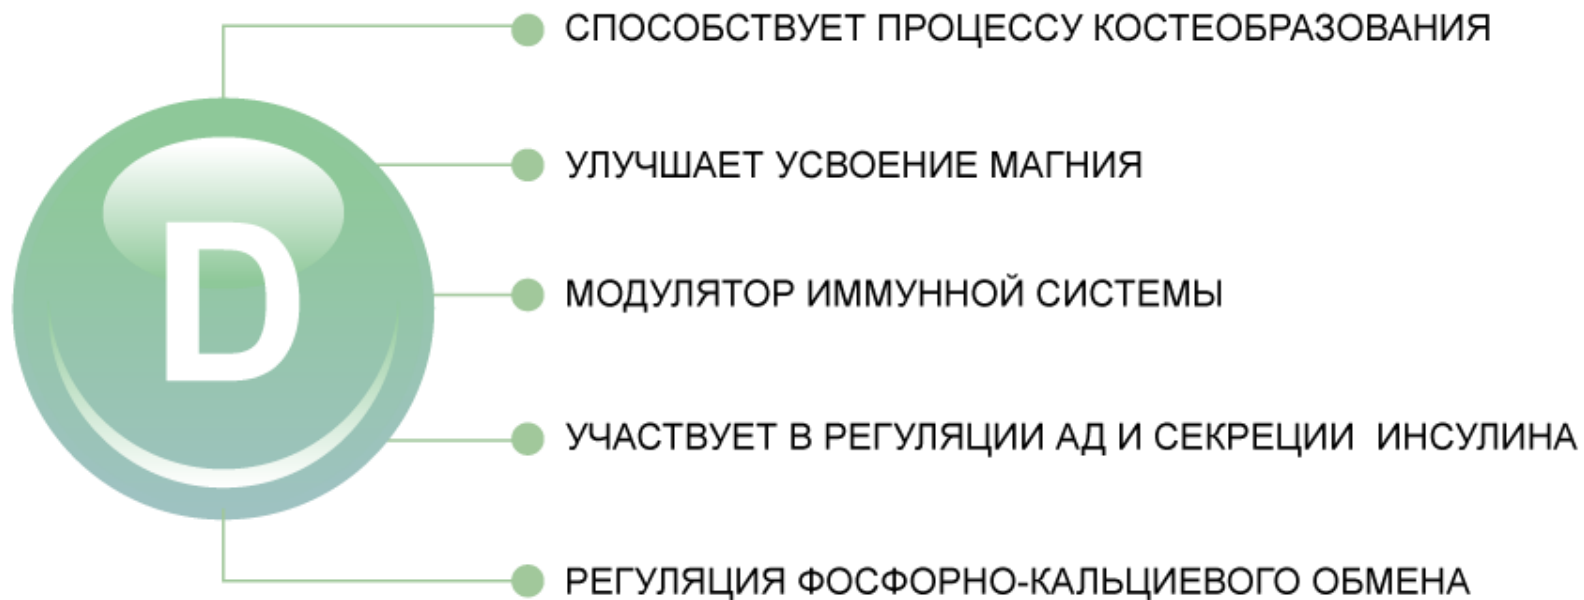 СПОСОБСТВУЕТ ПРОЦЕССУ КОСТЕОБРАЗОВАНИЯ
УЛУЧШАЕТ УСВОЕНИЕ МАГНИЯ
D
МОДУЛЯТОР ИММУННОЙ СИСТЕМЫ
УЧАСТВУЕТ В РЕГУЛЯЦИИ АД И СЕКРЕЦИИ ИНСУЛИНА
РЕГУЛЯЦИЯ ФОСФОРНО-КАЛЬЦИЕВОГО ОБМЕНА